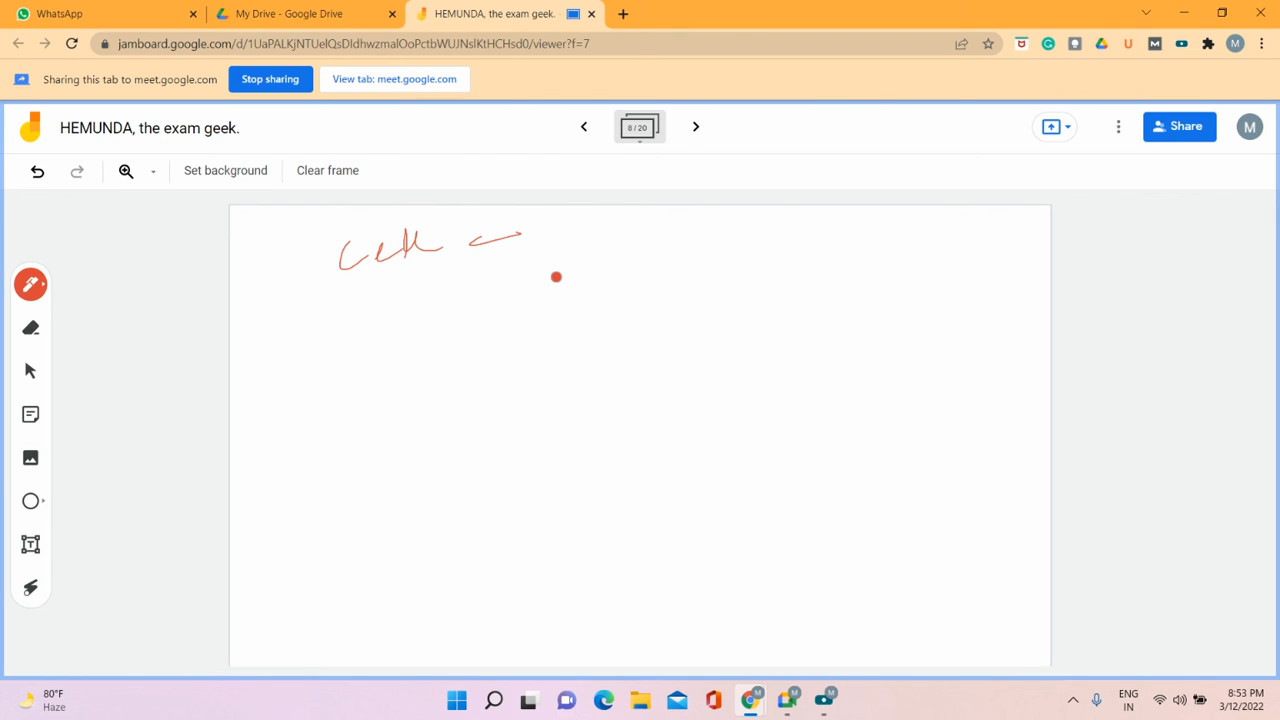 WhatsApp
My Drive - Google Drive
HEMUNDA, the exam geek.
jamboard.google.com/d/1UaPALKjNTUelQsDIdhwzmalOoPctbWUJNslKtHCHsd0/viewer?f=7
M
Sharing this tab to meet.google.com
Stop sharing
View tab: meet.google.com
HEMUNDA, the exam geek.
8 / 20
Share
M
Set background
Clear frame
Cell
80°F
Haze
ENG
IN
8:53 PM
3/12/2022